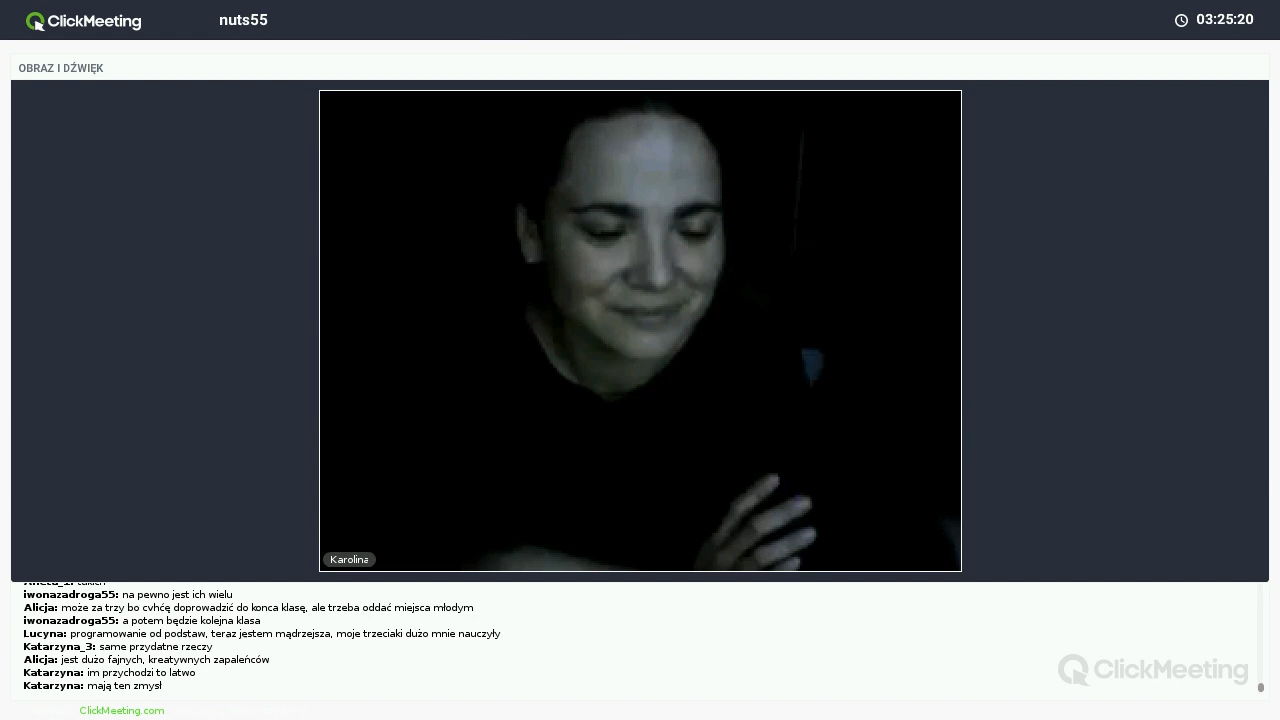 ClickMeeting
nuts55
03:25:20
OBRAZ I DŹWIĘK
Karolina
iwonazadroga55: na pewno jest ich wielu
Alicja: może za trzy bo cvhćę doprowadzić do konca klasę, ale trzeba oddać miejsca młodym
iwonazadroga55: a potem będzie kolejna klasa
Lucyna: programowanie od podstaw, teraz jestem mądrzejsza, moje trzeciaki dużo mnie nauczyły
Katarzyna_3: same przydatne rzeczy
Alicja: jest dużo fajnych, kreatywnych zapaleńców
Katarzyna: im przychodzi to latwo
Katarzyna: mają ten zmysł
ClickMeeting
ClickMeeting.com